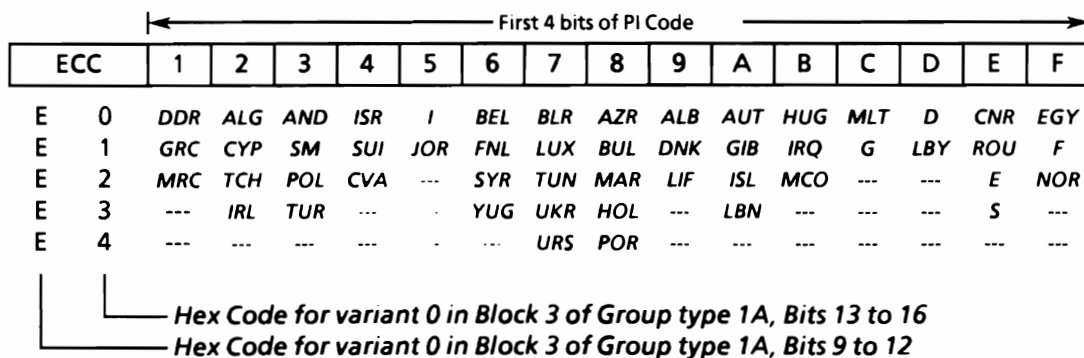 First 4 bits of PI Code
ECC 1 2 3 4 5 6 7 8 9 A B C D E F
E 0 DDR ALG AND ISR I BEL BLR AZR ALB AUT HUG MLT D CNR EGY
E 1 GRC CYP SM SUI JOR FNL LUX BUL DNK GIB IRQ G LBY ROU F
E 2 MRC TCH POL CVA --- SYR TUN MAR LIF ISL MCO --- --- E NOR
E 3 --- IRL TUR --- . YUG UKR HOL --- LBN --- --- --- S ---
E 4 --- --- --- --- . --- URS POR --- --- --- --- --- --- ---
Hex Code for variant 0 in Block 3 of Group type 1A, Bits 13 to 16
Hex Code for variant 0 in Block 3 of Group type 1A, Bits 9 to 12